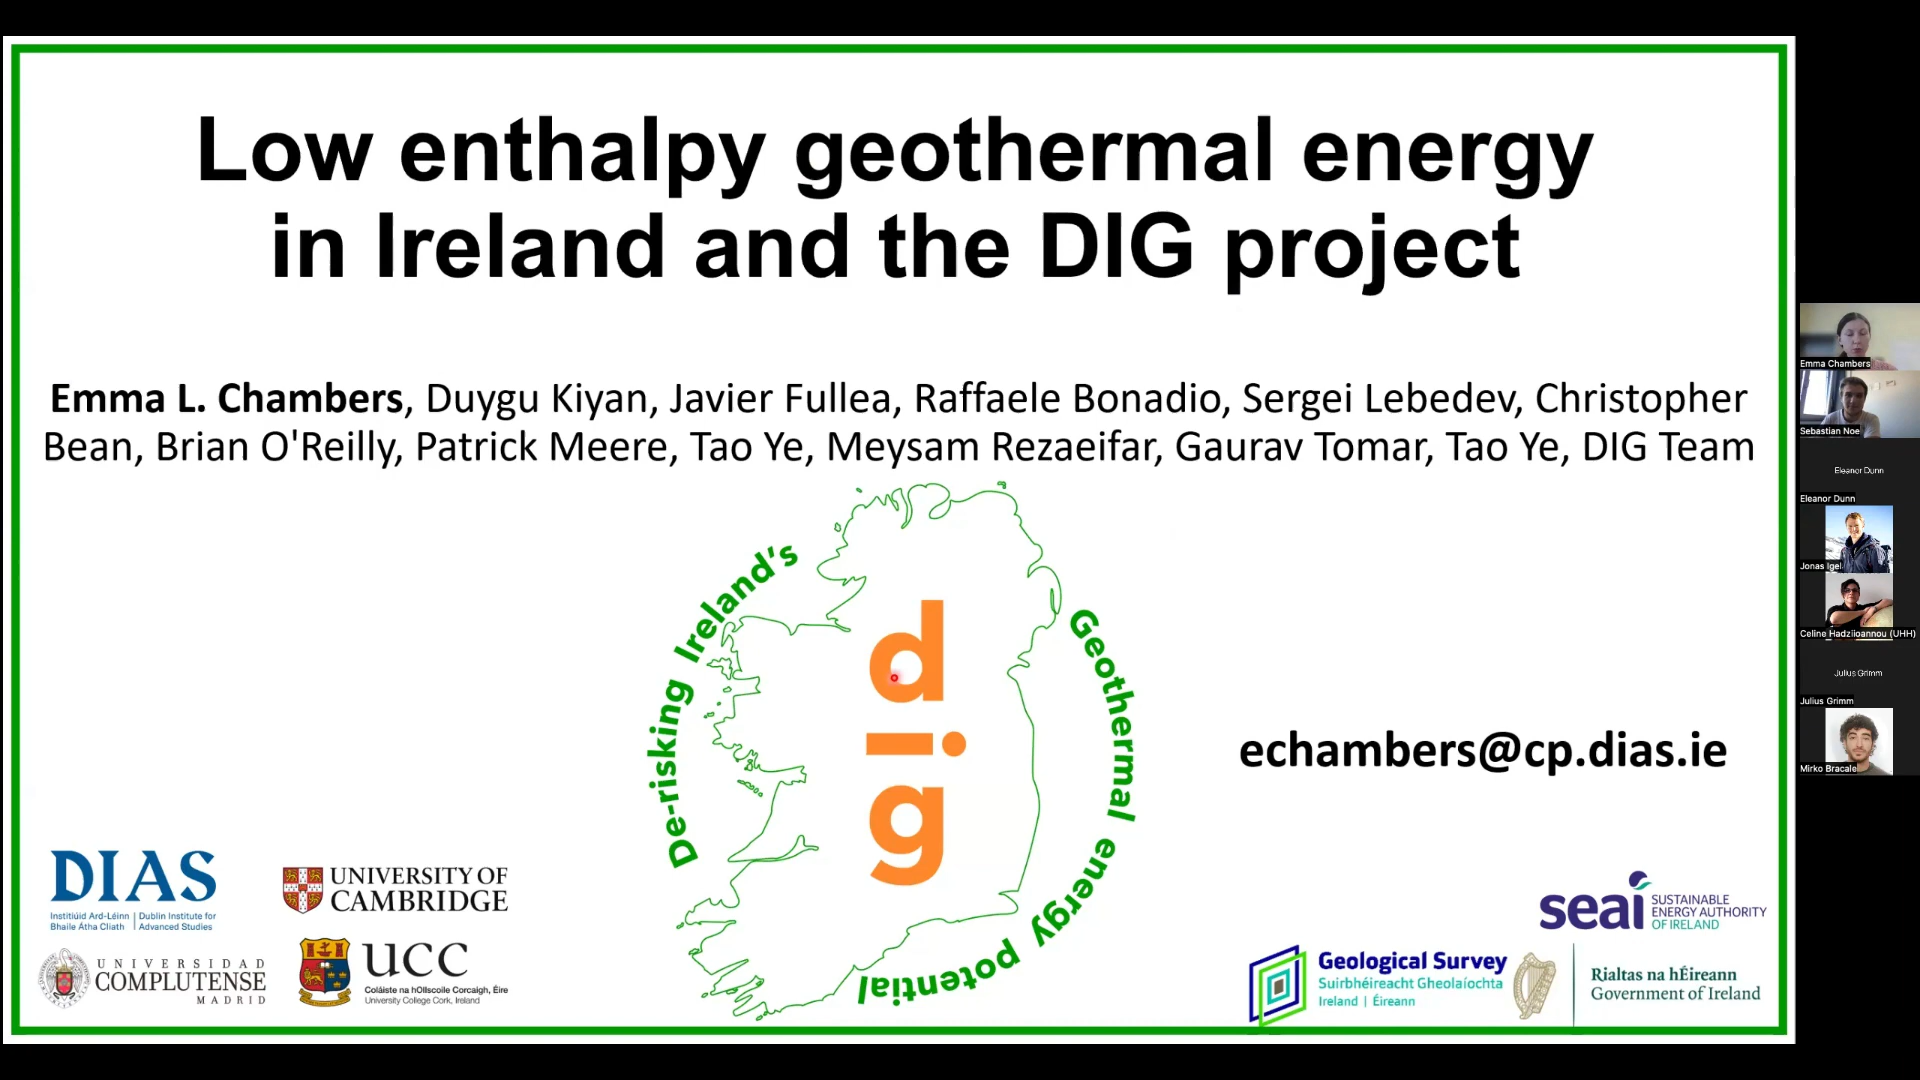 Low enthalpy geothermal energy
in Ireland and the DIG project
Emma L. Chambers, Duygu Kiyan, Javier Fullea, Raffaele Bonadio, Sergei Lebedev, Christopher
Bean, Brian O'Reilly, Patrick Meere, Tao Ye, Meysam Rezaeifar, Gaurav Tomar, Tao Ye, DIG Team
De-risking Ireland's
Geothermal energy potential
dig
echambers@cp.dias.ie
DIAS
Institiúid Ard-Léinn | Dublin Institute for
Bhaile Átha Cliath | Advanced Studies
UNIVERSITY OF
CAMBRIDGE
UNIVERSIDAD
COMPLUTENSE
MADRID
UCC
Coláiste na hOllscoile Corcaigh, Éire
University College Cork, Ireland
seai
SUSTAINABLE
ENERGY AUTHORITY
OF IRELAND
Geological Survey
Suirbhéireacht Gheolaíochta
Ireland | Éireann
Rialtas na hÉireann
Government of Ireland
Emma Chambers
Sebastian Noe
Eleanor Dunn
Eleanor Dunn
Jonas Igel
Celine Hadziioannou (UHH)
Julius Grimm
Julius Grimm
Mirko Bracale